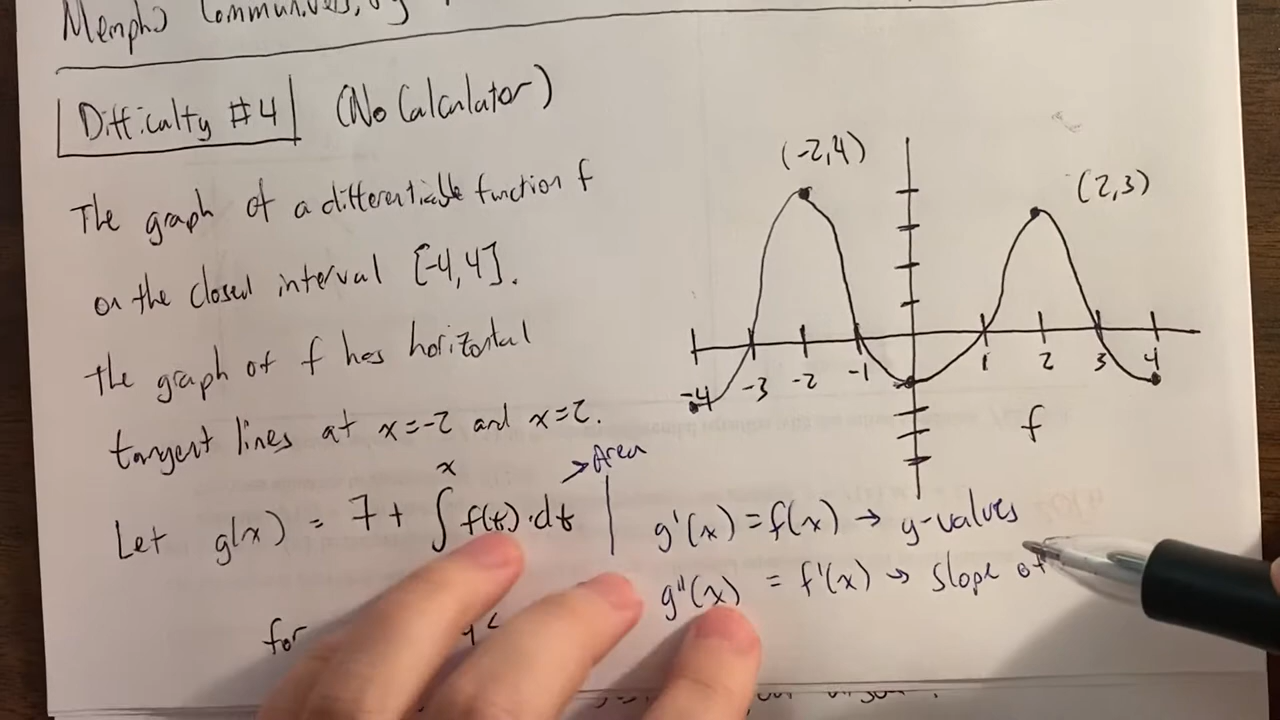 Difficulty #4 (No Calculator)
The graph of a differentiable function f
on the closed interval [-4,4].
the graph of f has horizontal
tangent lines at x=-2 and x=2.
Let g(x) = 7+ ∫ˣ f(t)·dt
→Area
g'(x) = f(x) → y-values
g''(x) = f'(x) → slope of
for
(-2,4)
(2,3)
-4 -3 -2 -1 1 2 3 4
f